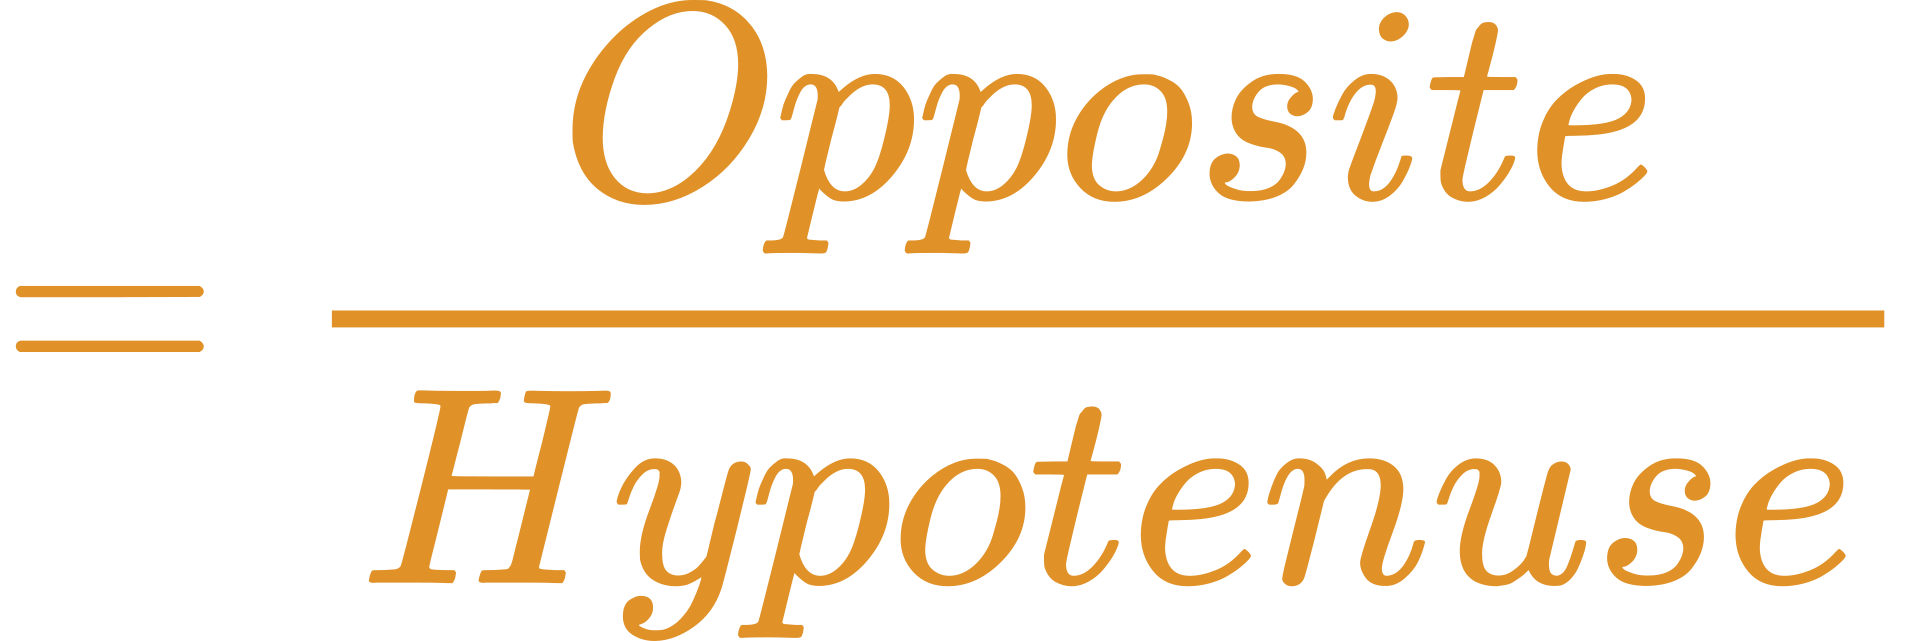 Opposite
=
Hypotenuse